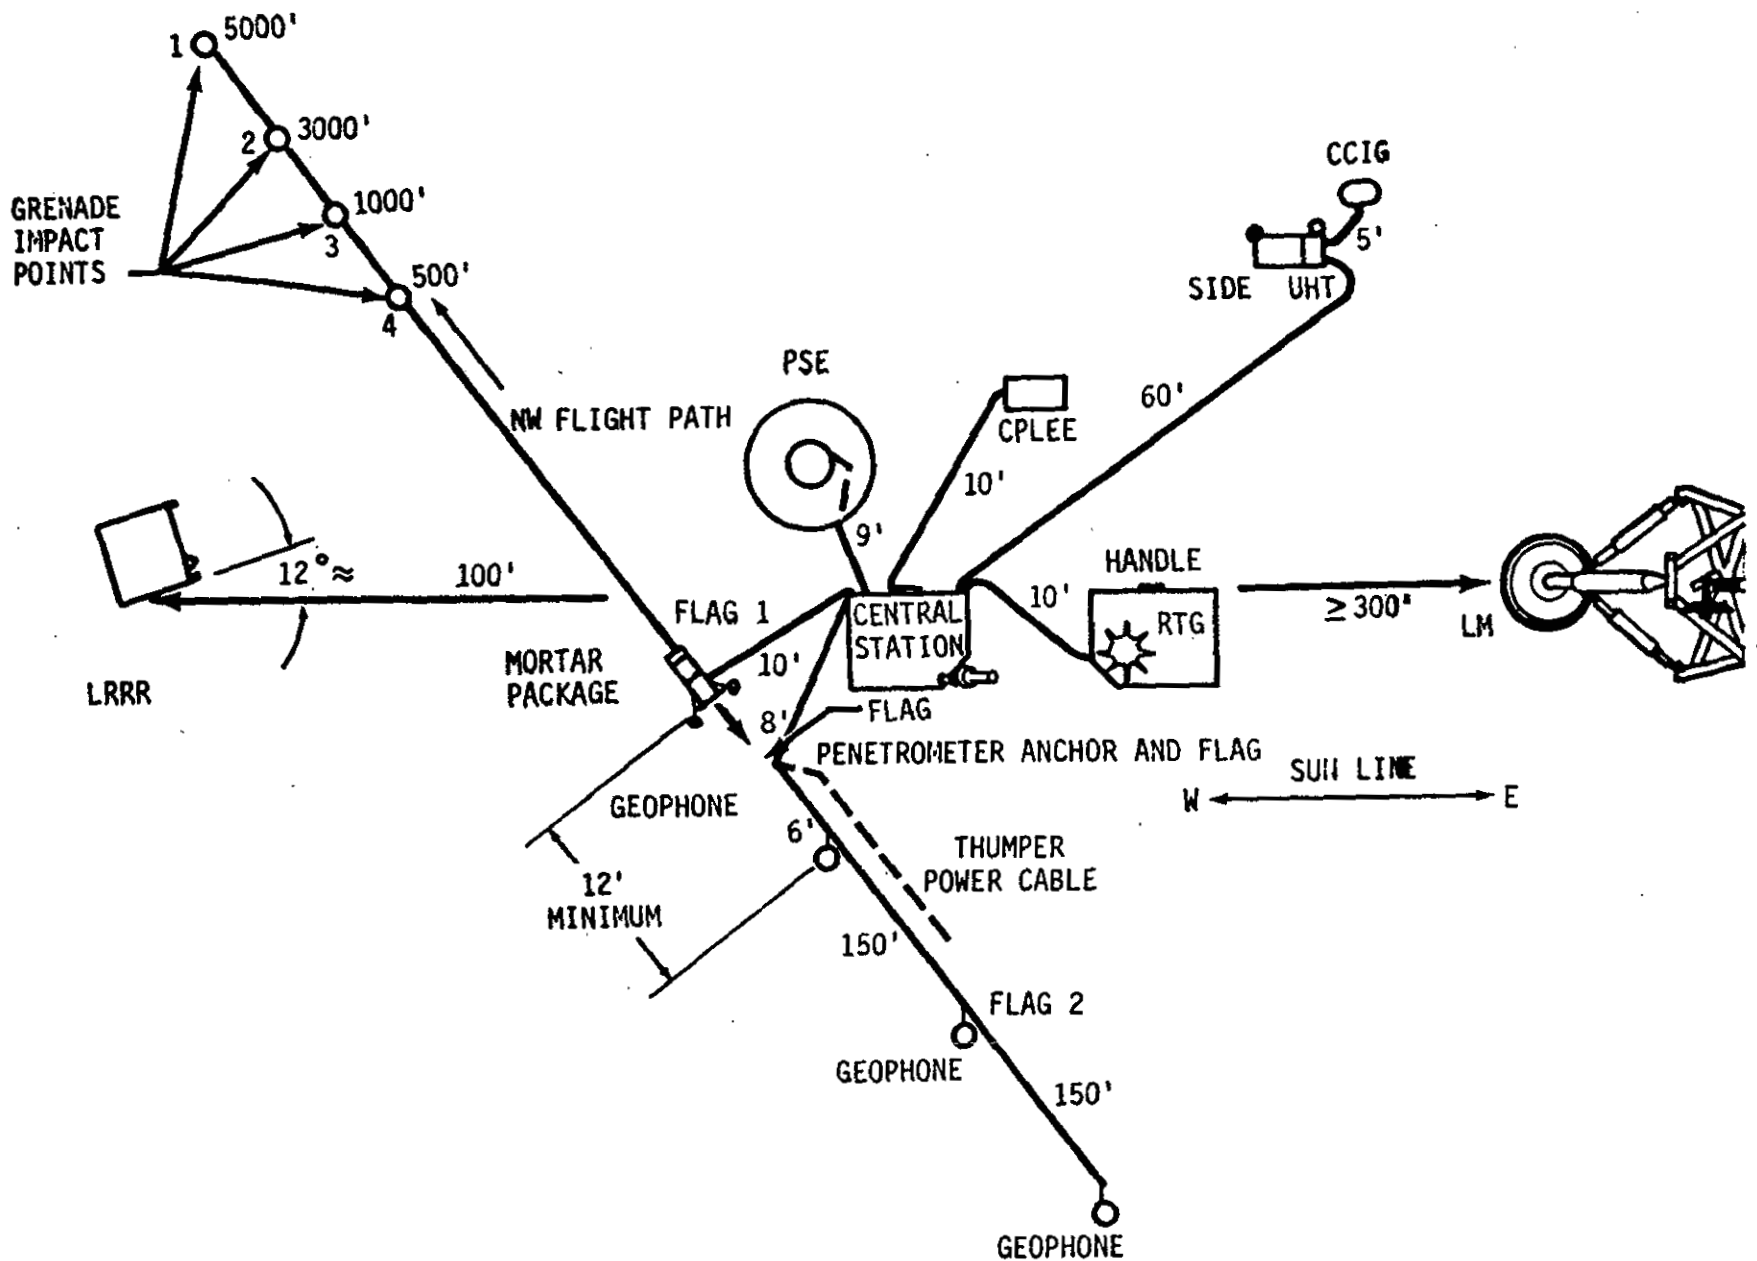 1
5000'
2
3000'
1000'
3
500'
4
GRENADE
IMPACT
POINTS
CCIG
5'
SIDE
UHT
PSE
NW FLIGHT PATH
CPLEE
60'
10'
9'
12°≈
100'
LRRR
FLAG 1
MORTAR
PACKAGE
10'
CENTRAL
STATION
HANDLE
10'
RTG
≥300'
LM
8'
FLAG
PENETROMETER ANCHOR AND FLAG
SUN LINE
W
E
GEOPHONE
6'
12'
MINIMUM
THUMPER
POWER CABLE
150'
FLAG 2
GEOPHONE
150'
GEOPHONE